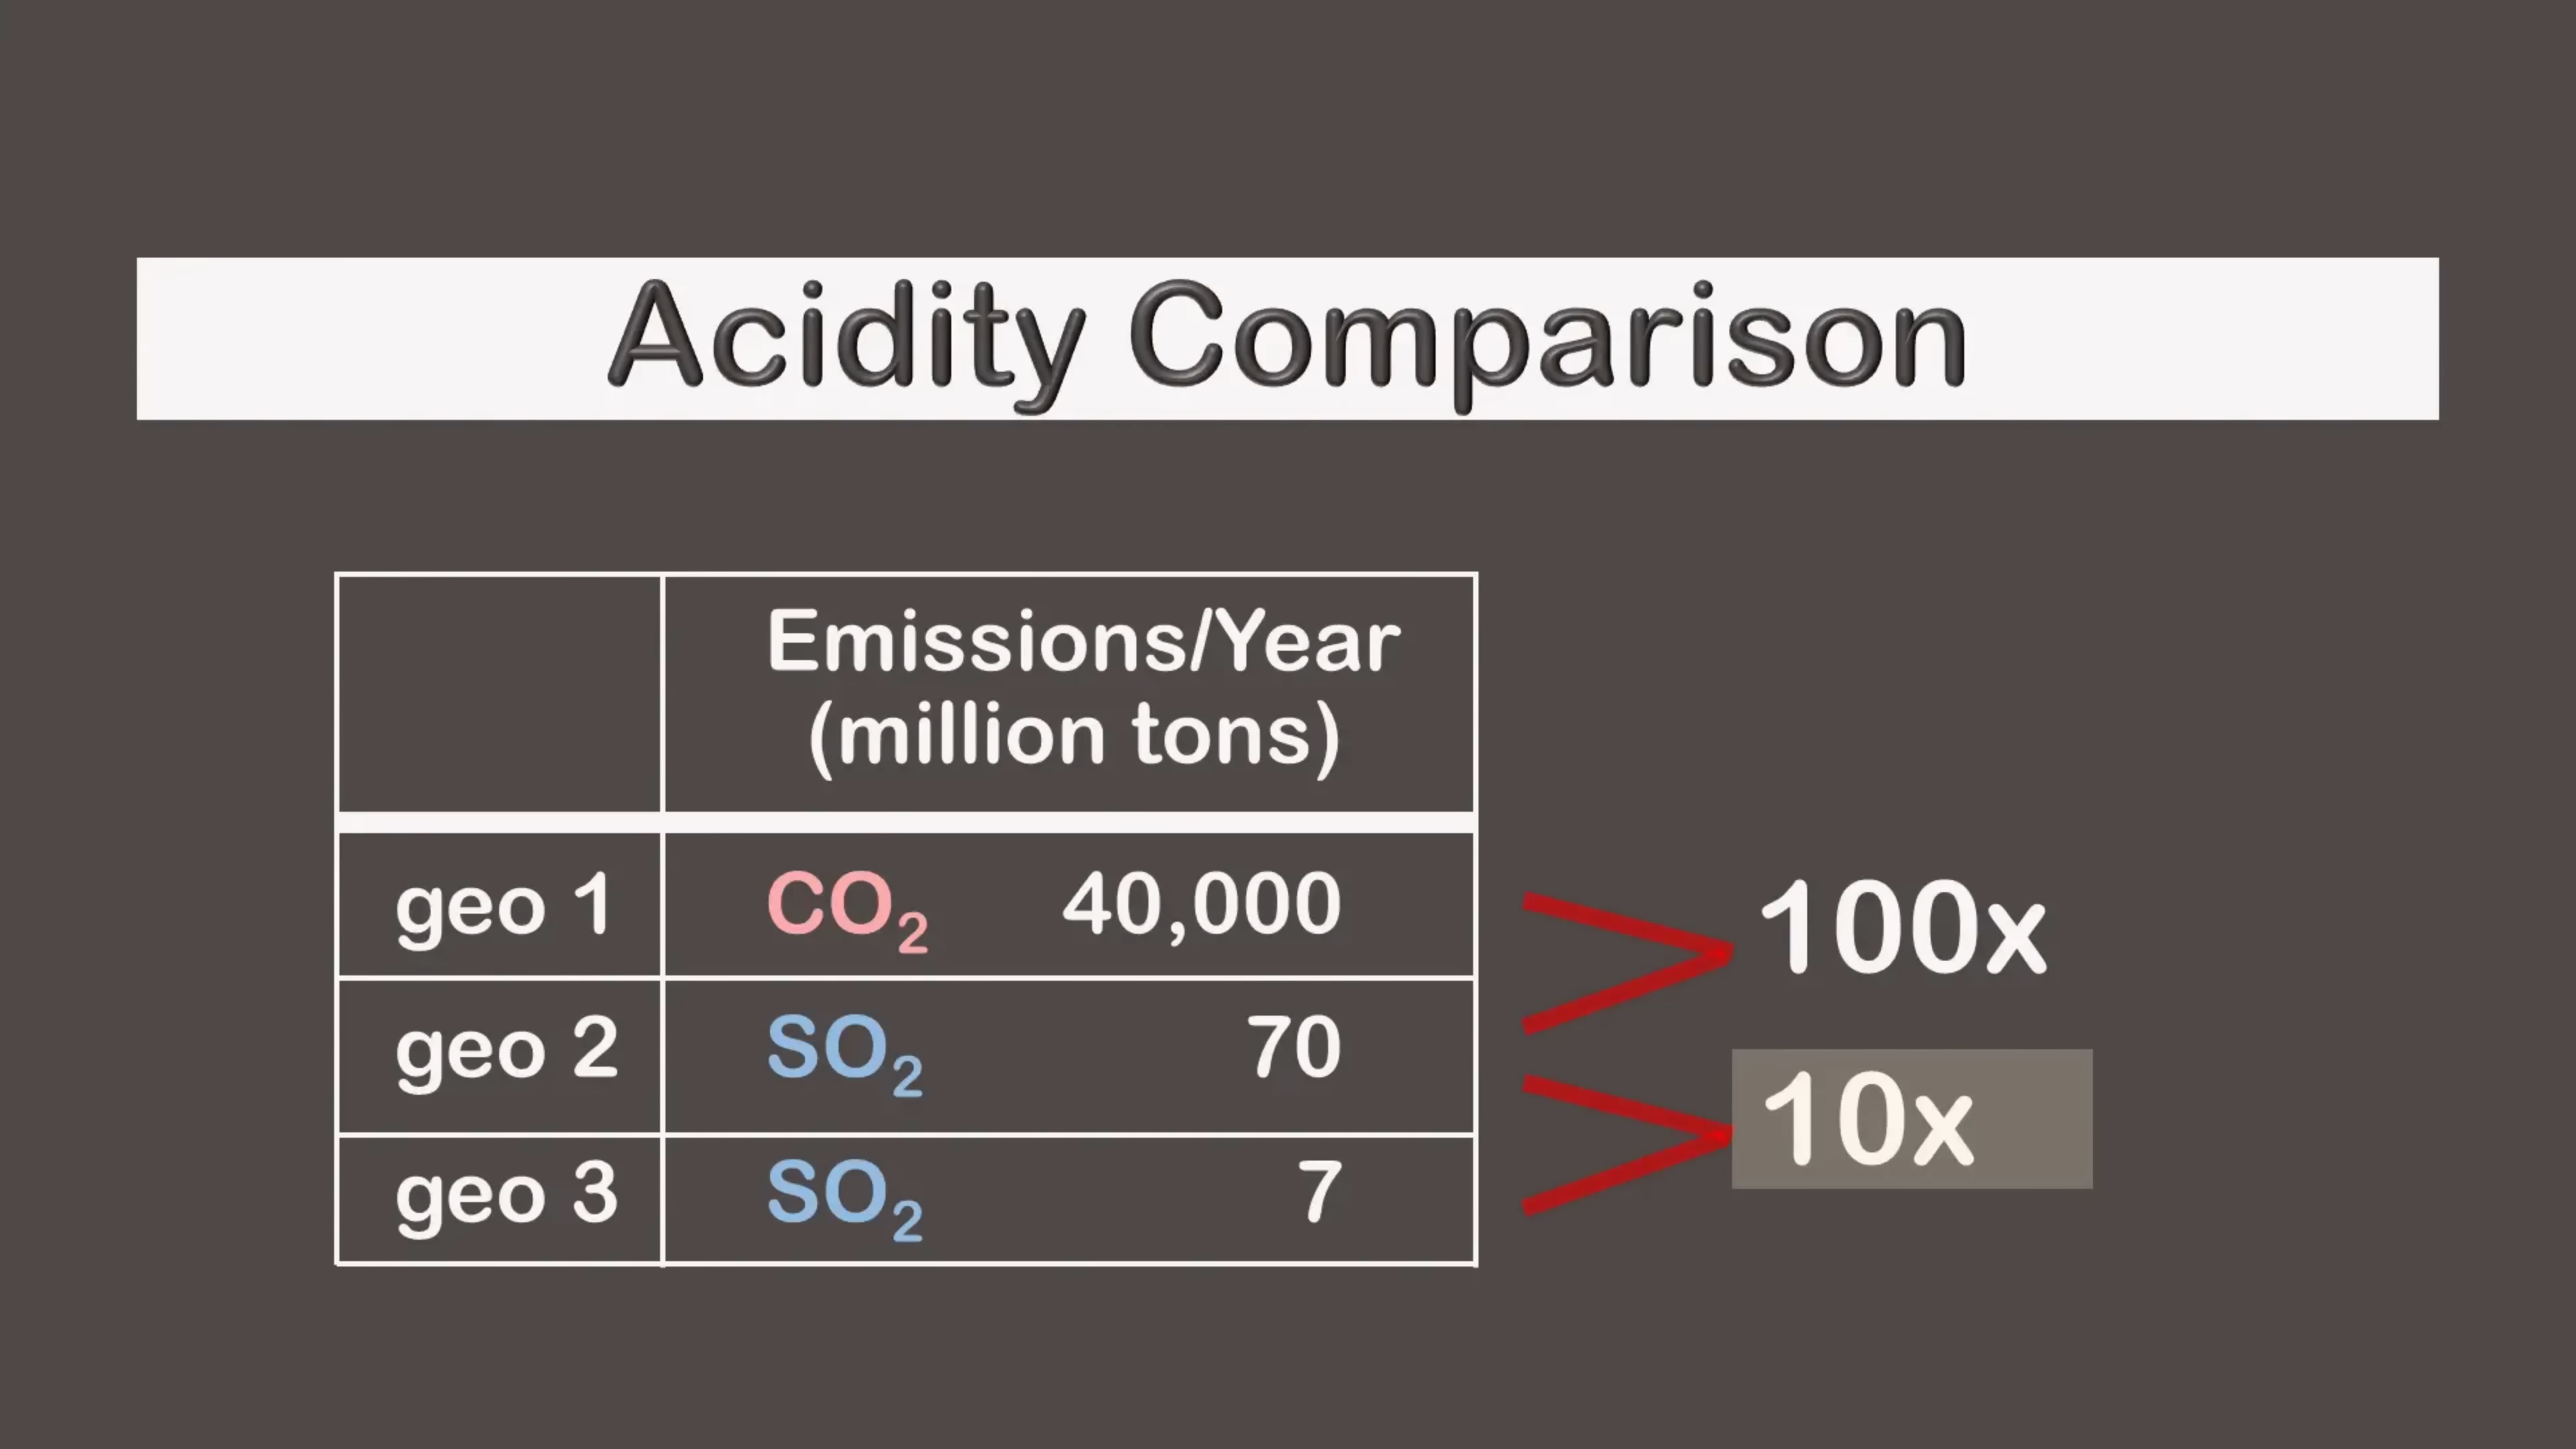 Acidity Comparison
Emissions/Year
(million tons)
geo 1 CO₂ 40,000
100x
geo 2 SO₂ 70
10x
geo 3 SO₂ 7